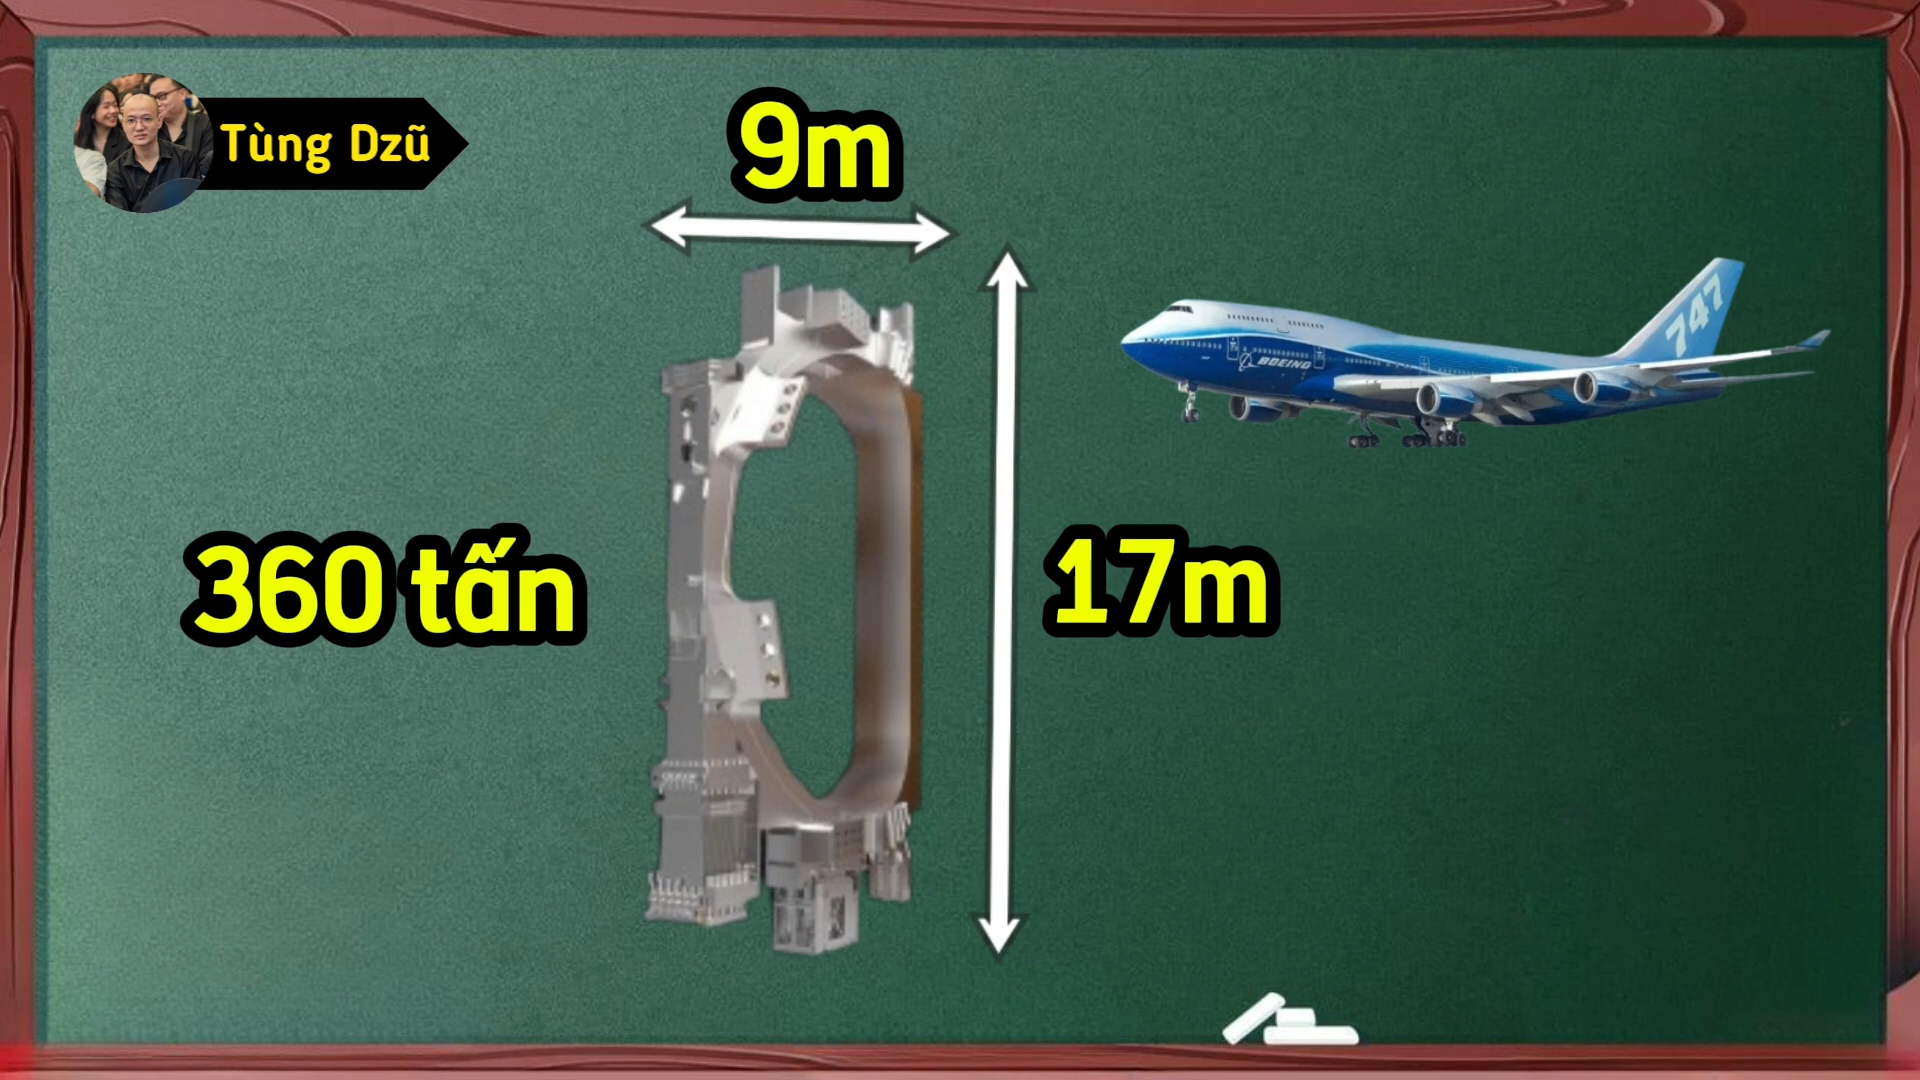 Tùng Dzũ
9m
747
BOEING
360 tấn
17m